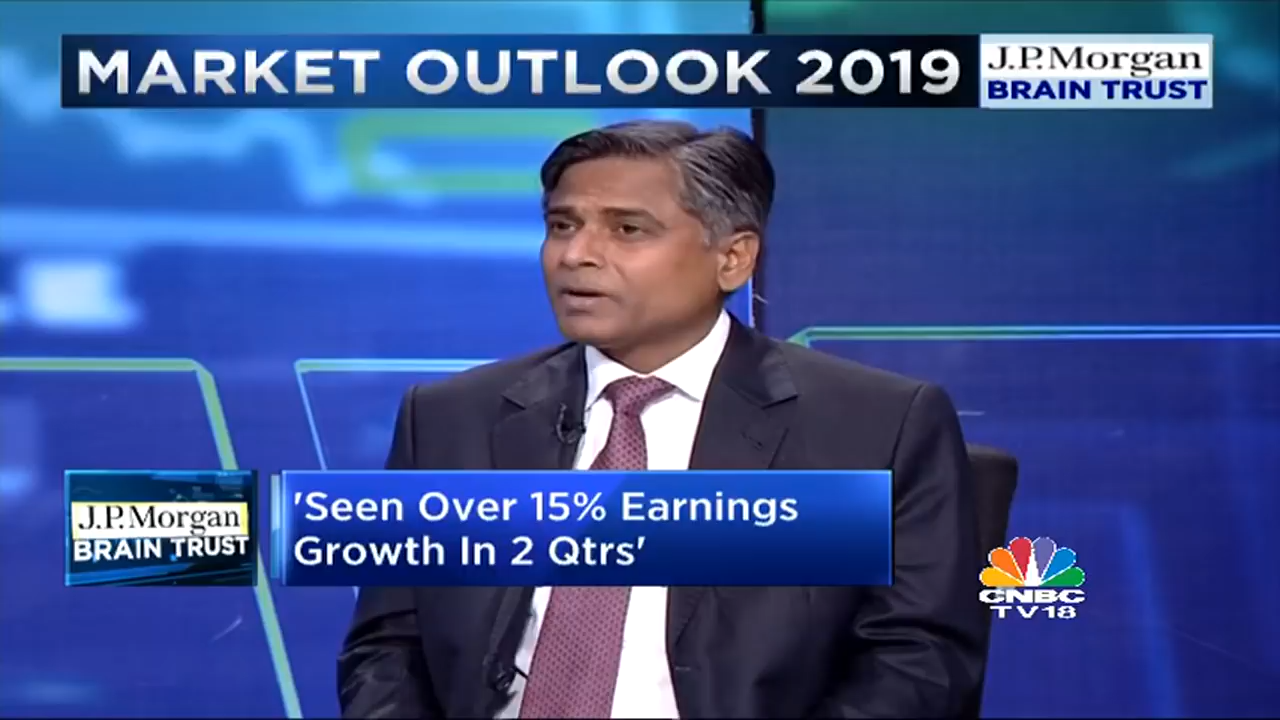 MARKET OUTLOOK 2019
J.P.Morgan
BRAIN TRUST
J.P.Morgan
BRAIN TRUST
'Seen Over 15% Earnings
Growth In 2 Qtrs'
CNBC
TV18